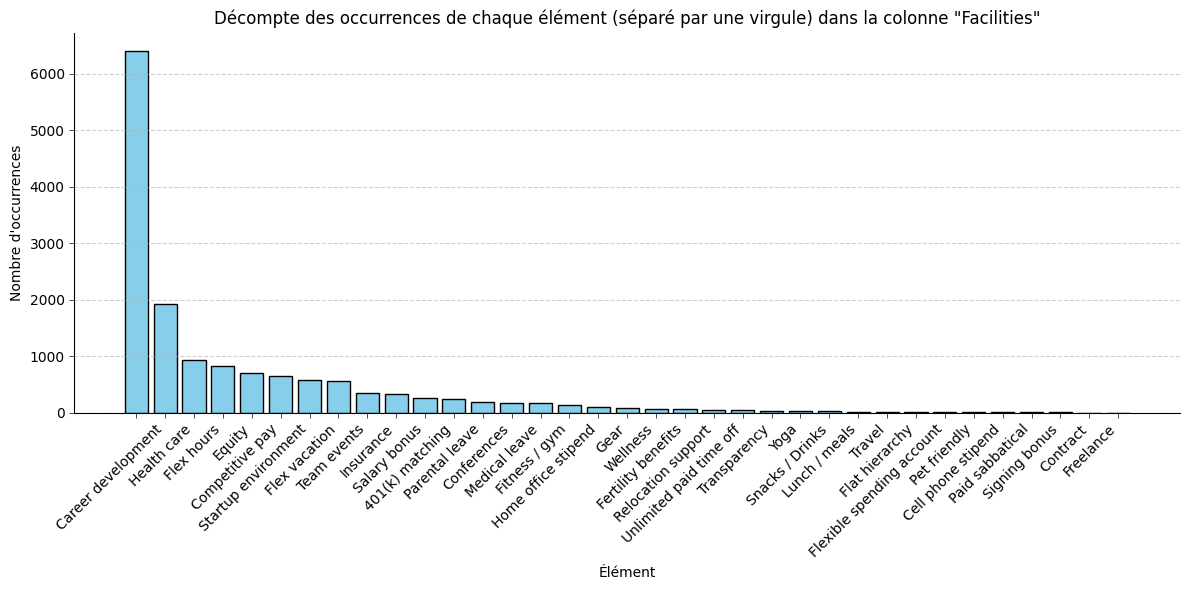 Décompte des occurrences de chaque élément (séparé par une virgule) dans la colonne "Facilities"
Nombre d'occurrences
6000
5000
4000
3000
2000
1000
0
Career development
Health care
Flex hours
Equity
Competitive pay
Startup environment
Flex vacation
Team events
Insurance
Salary bonus
401(k) matching
Parental leave
Conferences
Medical leave
Fitness / gym
Home office stipend
Gear
Wellness
Fertility benefits
Relocation support
Unlimited paid time off
Transparency
Yoga
Snacks / Drinks
Lunch / meals
Travel
Flat hierarchy
Flexible spending account
Pet friendly
Cell phone stipend
Paid sabbatical
Signing bonus
Contract
Freelance
Élément